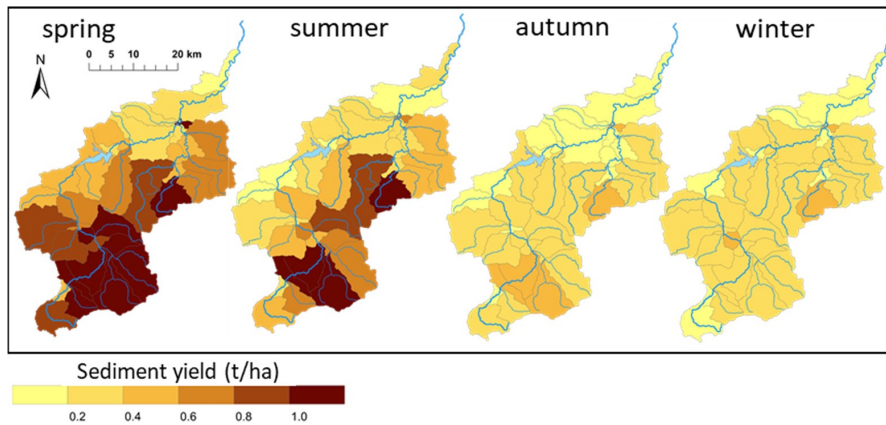 spring summer autumn winter
0 5 10 20 km
N
Sediment yield (t/ha)
0.2 0.4 0.6 0.8 1.0